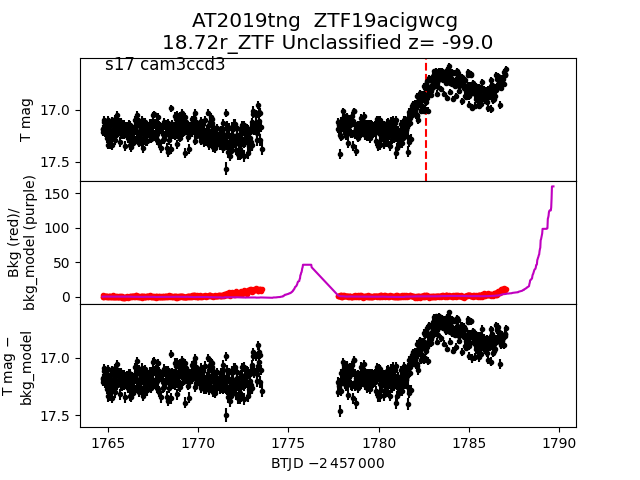 AT2019tng  ZTF19acigwcg
18.72r_ZTF Unclassified z= -99.0
s17 cam3ccd3
T mag
17.0
17.5
Bkg (red)/
bkg_model (purple)
150
100
50
0
T mag −
bkg_model
17.0
17.5
1765 1770 1775 1780 1785 1790
BTJD −2 457 000